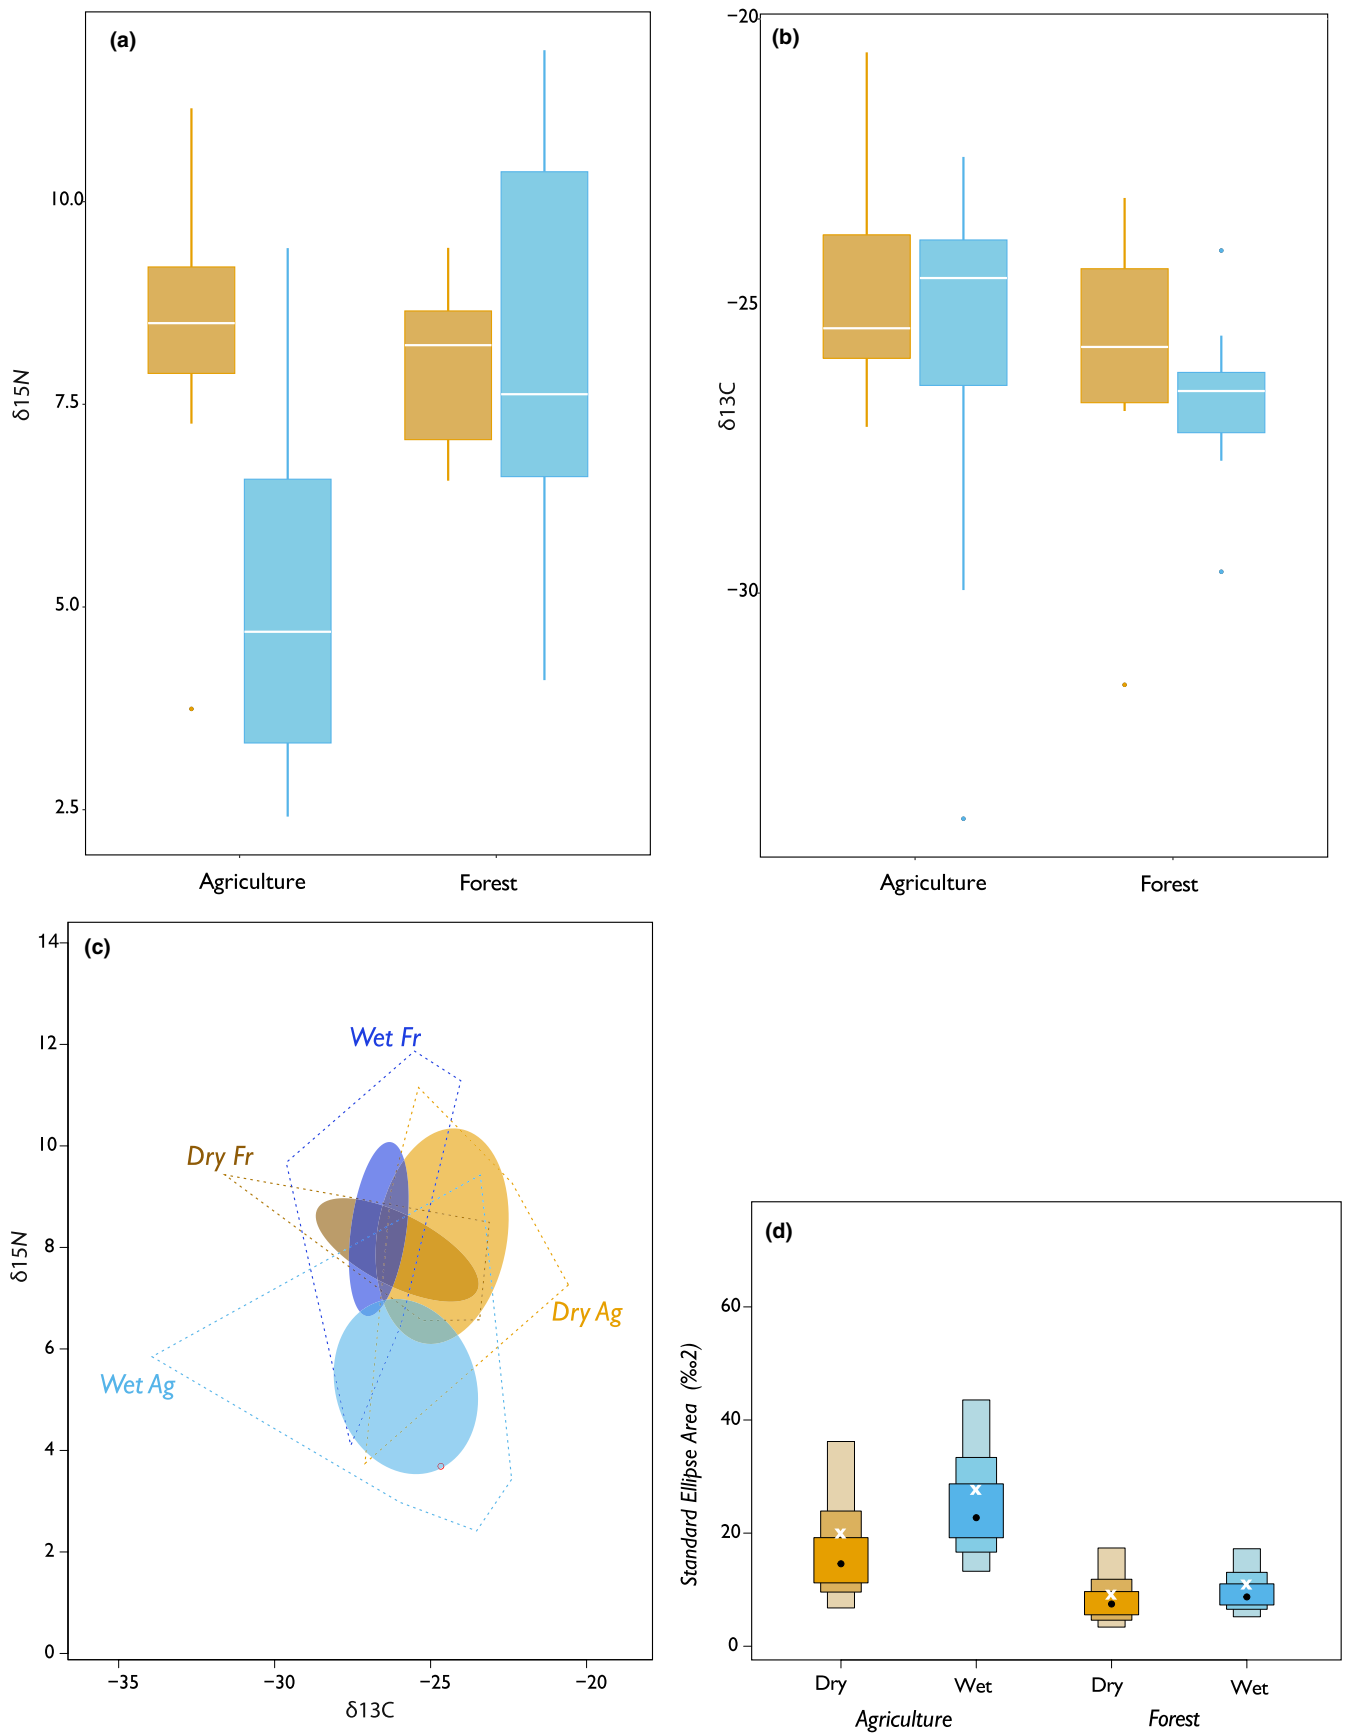 (a)
10.0
7.5
5.0
2.5
δ15N
Agriculture
Forest
(b)
−20
−25
−30
δ13C
Agriculture
Forest
(c)
14
12
10
8
6
4
2
0
δ15N
Wet Fr
Dry Fr
Dry Ag
Wet Ag
−35
−30
−25
−20
δ13C
(d)
60
40
20
0
Standard Ellipse Area (‰2)
x
x
x
x
Dry
Wet
Dry
Wet
Agriculture
Forest